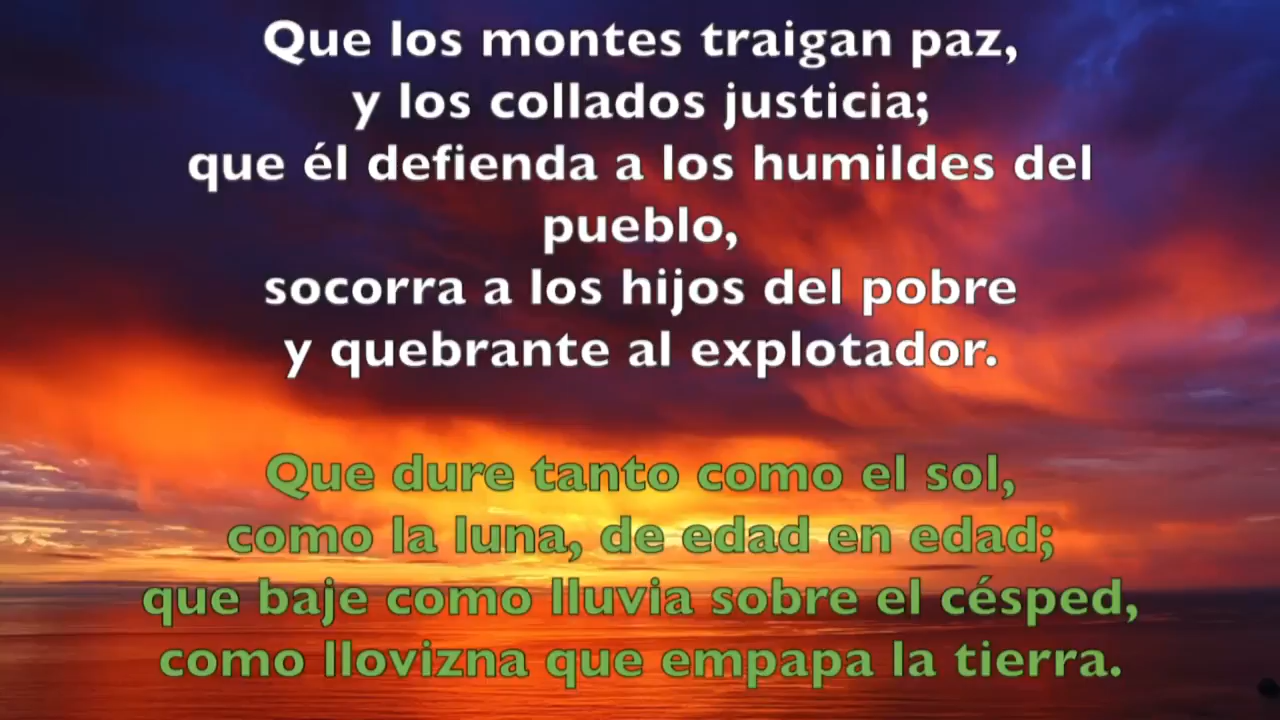 Que los montes traigan paz,
y los collados justicia;
que él defienda a los humildes del
pueblo,
socorra a los hijos del pobre
y quebrante al explotador.
Que dure tanto como el sol,
como la luna, de edad en edad;
que baje como lluvia sobre el césped,
como llovizna que empapa la tierra.